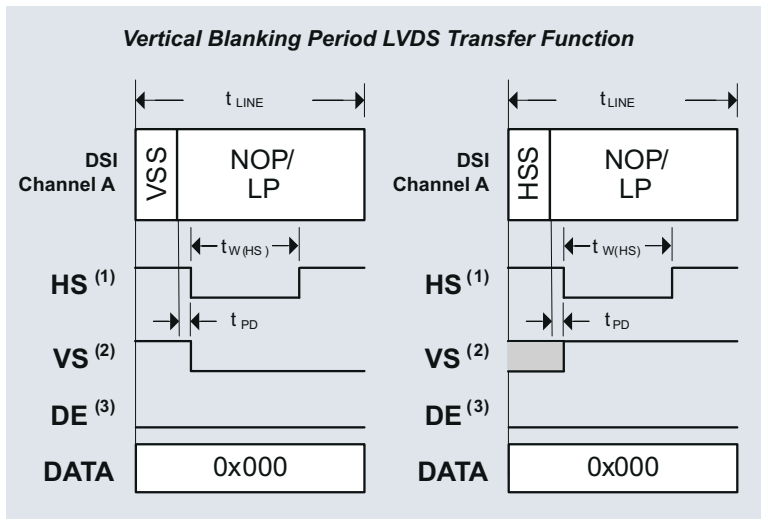 Vertical Blanking Period LVDS Transfer Function
t LINE
DSI
Channel A
VSS
NOP/
LP
t W(HS)
HS (1)
t PD
VS (2)
DE (3)
DATA
0x000
t LINE
DSI
Channel A
HSS
NOP/
LP
t W(HS)
HS (1)
t PD
VS (2)
DE (3)
DATA
0x000